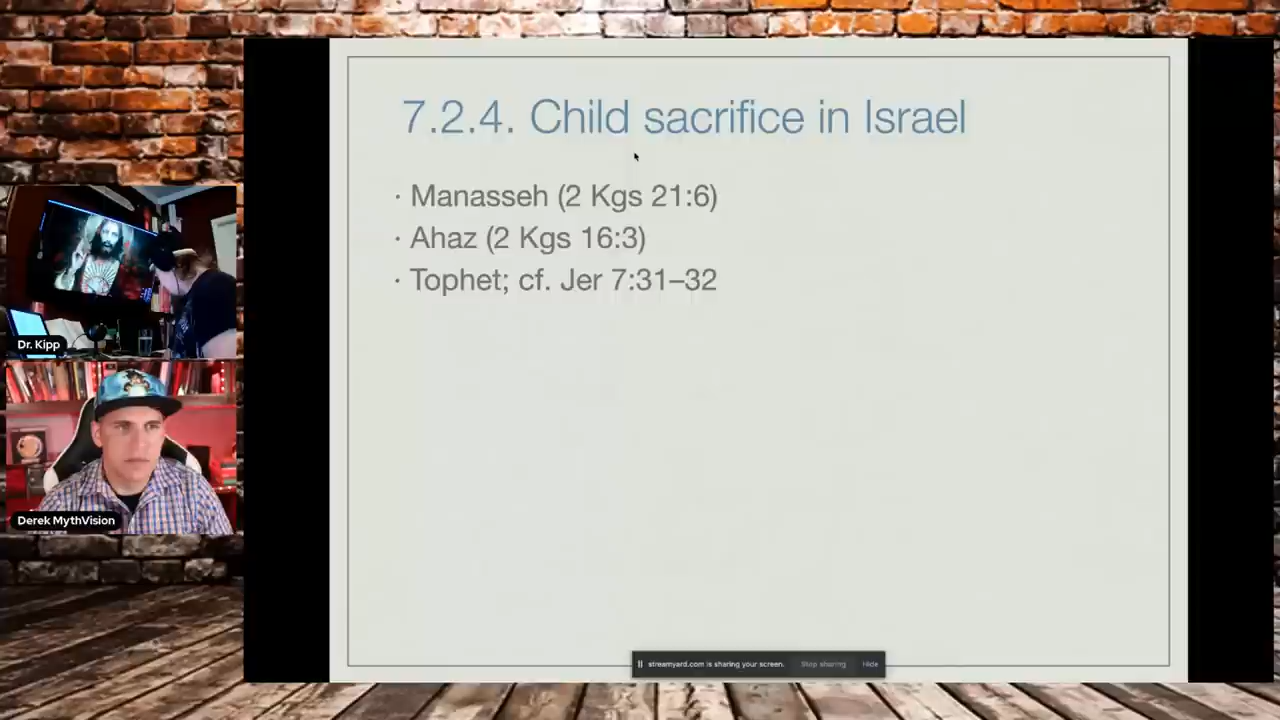 7.2.4. Child sacrifice in Israel
· Manasseh (2 Kgs 21:6)
· Ahaz (2 Kgs 16:3)
· Tophet; cf. Jer 7:31–32
Dr. Kipp
Derek MythVision
streamyard.com is sharing your screen. Stop sharing Hide